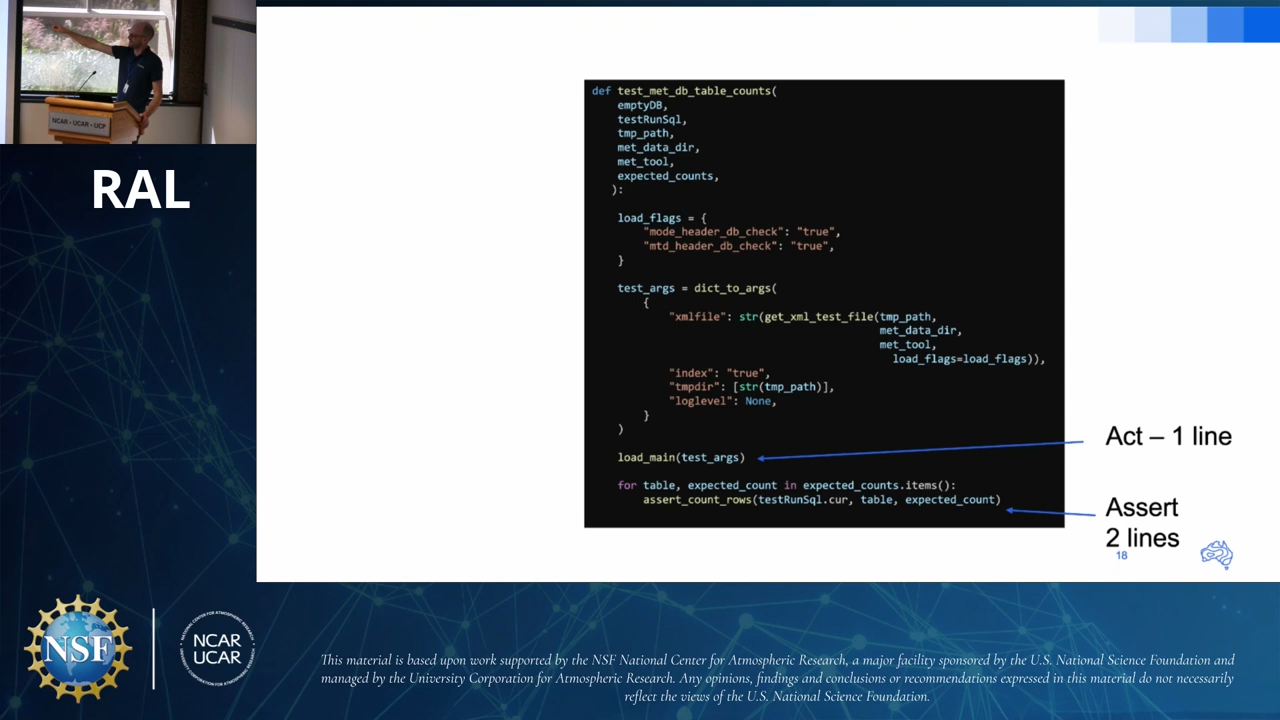 NCAR • UCAR • UCP
RAL
def test_met_db_table_counts(
emptyDB,
testRunSql,
tmp_path,
met_data_dir,
met_tool,
expected_counts,
):
load_flags = {
"mode_header_db_check": "true",
"mtd_header_db_check": "true",
}
test_args = dict_to_args(
{
"xmlfile": str(get_xml_test_file(tmp_path,
met_data_dir,
met_tool,
load_flags=load_flags)),
"index": "true",
"tmpdir": [str(tmp_path)],
"loglevel": None,
}
)
load_main(test_args)
for table, expected_count in expected_counts.items():
assert_count_rows(testRunSql.cur, table, expected_count)
Act – 1 line
Assert
2 lines
18
NSF
NCAR
UCAR
This material is based upon work supported by the NSF National Center for Atmospheric Research, a major facility sponsored by the U.S. National Science Foundation and
managed by the University Corporation for Atmospheric Research. Any opinions, findings and conclusions or recommendations expressed in this material do not necessarily
reflect the views of the U.S. National Science Foundation.